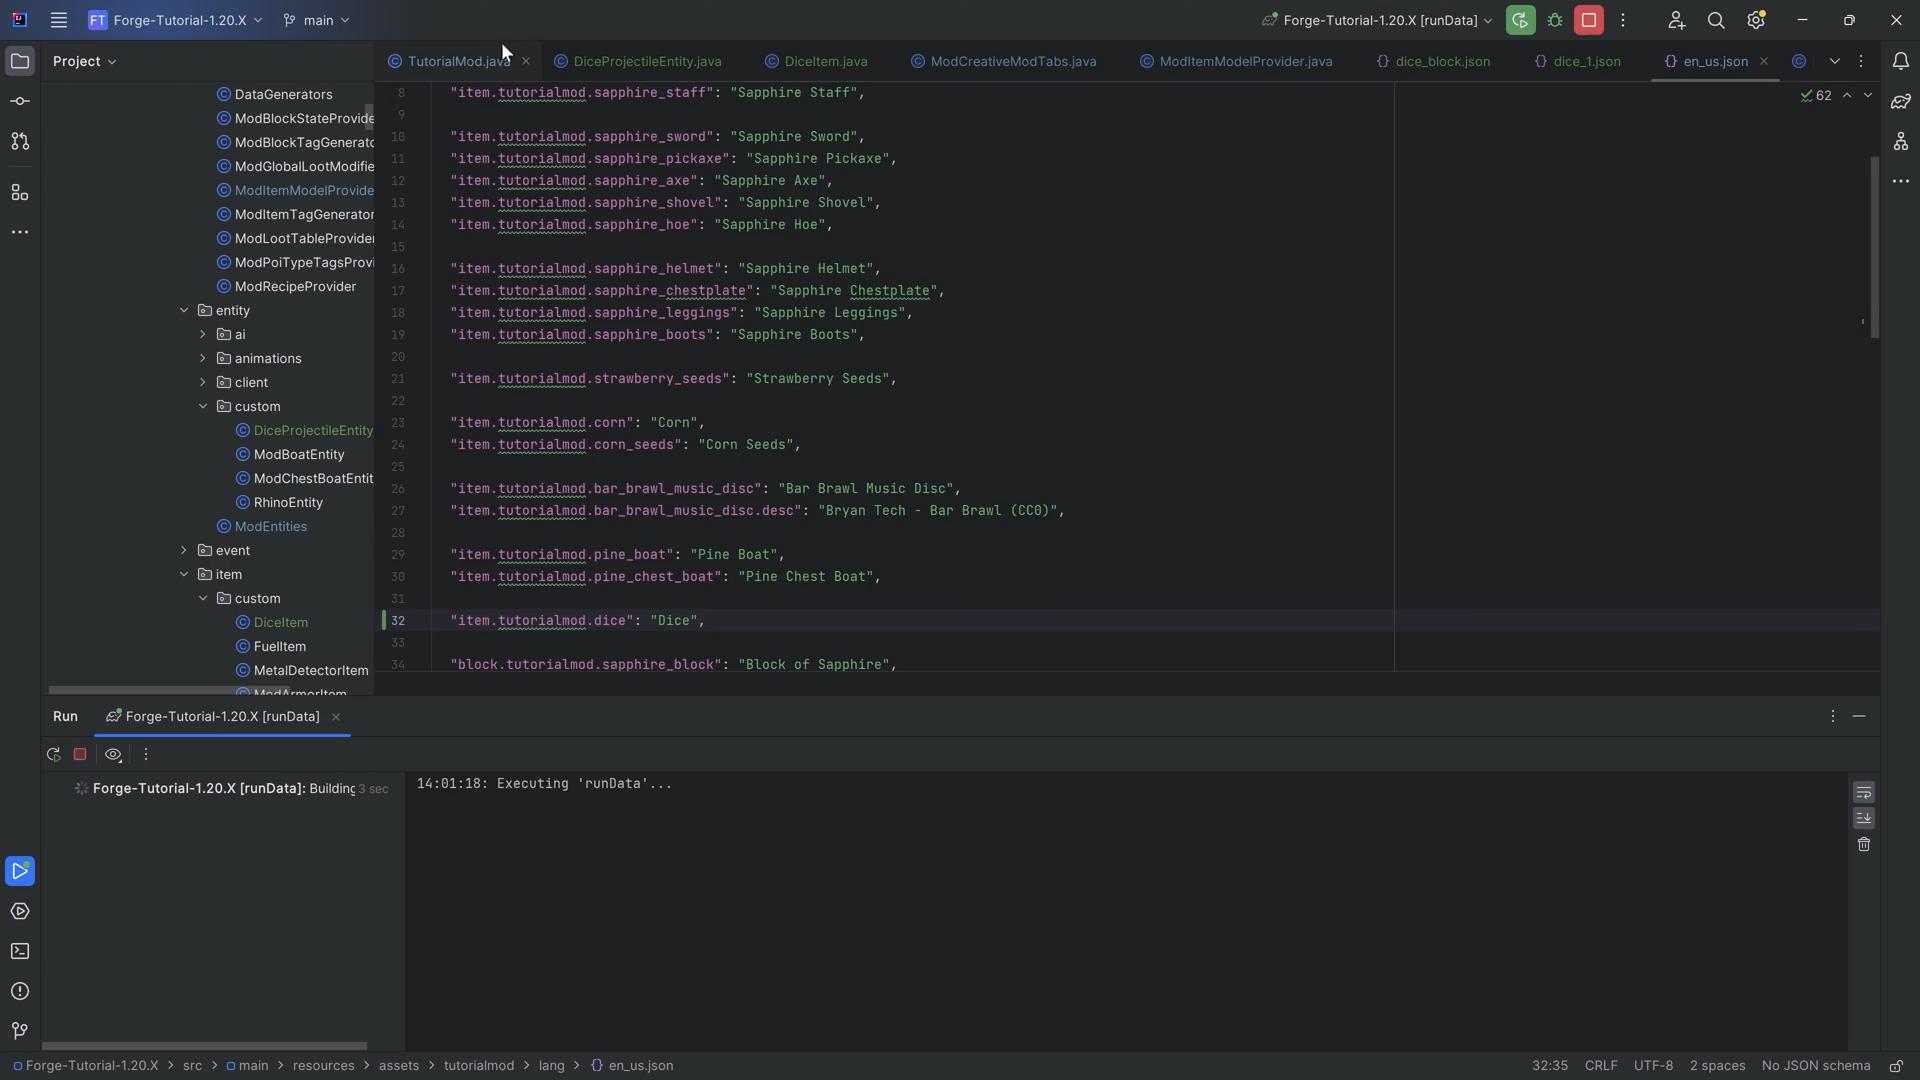 FT Forge-Tutorial-1.20.X main Forge-Tutorial-1.20.X [runData]
Project
TutorialMod.java DiceProjectileEntity.java DiceItem.java ModCreativeModTabs.java ModItemModelProvider.java dice_block.json dice_1.json en_us.json
62
DataGenerators
ModBlockStateProvide
ModBlockTagGenerato
ModGlobalLootModifie
ModItemModelProvide
ModItemTagGenerator
ModLootTableProvider
ModPoiTypeTagsProvi
ModRecipeProvider
entity
ai
animations
client
custom
DiceProjectileEntity
ModBoatEntity
ModChestBoatEntit
RhinoEntity
ModEntities
event
item
custom
DiceItem
FuelItem
MetalDetectorItem
ModArmorItem
8 "item.tutorialmod.sapphire_staff": "Sapphire Staff",
9
10 "item.tutorialmod.sapphire_sword": "Sapphire Sword",
11 "item.tutorialmod.sapphire_pickaxe": "Sapphire Pickaxe",
12 "item.tutorialmod.sapphire_axe": "Sapphire Axe",
13 "item.tutorialmod.sapphire_shovel": "Sapphire Shovel",
14 "item.tutorialmod.sapphire_hoe": "Sapphire Hoe",
15
16 "item.tutorialmod.sapphire_helmet": "Sapphire Helmet",
17 "item.tutorialmod.sapphire_chestplate": "Sapphire Chestplate",
18 "item.tutorialmod.sapphire_leggings": "Sapphire Leggings",
19 "item.tutorialmod.sapphire_boots": "Sapphire Boots",
20
21 "item.tutorialmod.strawberry_seeds": "Strawberry Seeds",
22
23 "item.tutorialmod.corn": "Corn",
24 "item.tutorialmod.corn_seeds": "Corn Seeds",
25
26 "item.tutorialmod.bar_brawl_music_disc": "Bar Brawl Music Disc",
27 "item.tutorialmod.bar_brawl_music_disc.desc": "Bryan Tech - Bar Brawl (CC0)",
28
29 "item.tutorialmod.pine_boat": "Pine Boat",
30 "item.tutorialmod.pine_chest_boat": "Pine Chest Boat",
31
32 "item.tutorialmod.dice": "Dice",
33
34 "block.tutorialmod.sapphire_block": "Block of Sapphire",
Run Forge-Tutorial-1.20.X [runData]
Forge-Tutorial-1.20.X [runData]: Building 3 sec
14:01:18: Executing 'runData'...
Forge-Tutorial-1.20.X > src > main > resources > assets > tutorialmod > lang > en_us.json
32:35 CRLF UTF-8 2 spaces No JSON schema